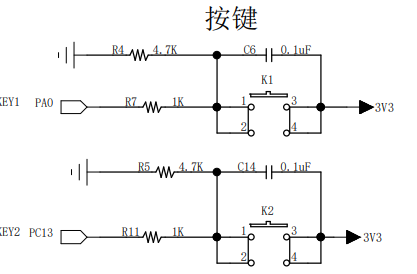 按键
R4 4.7K C6 0.1uF
K1
KEY1 PA0 R7 1K 1 3 3V3
2 4
R5 4.7K C14 0.1uF
K2
KEY2 PC13 R11 1K 1 3 3V3
2 4